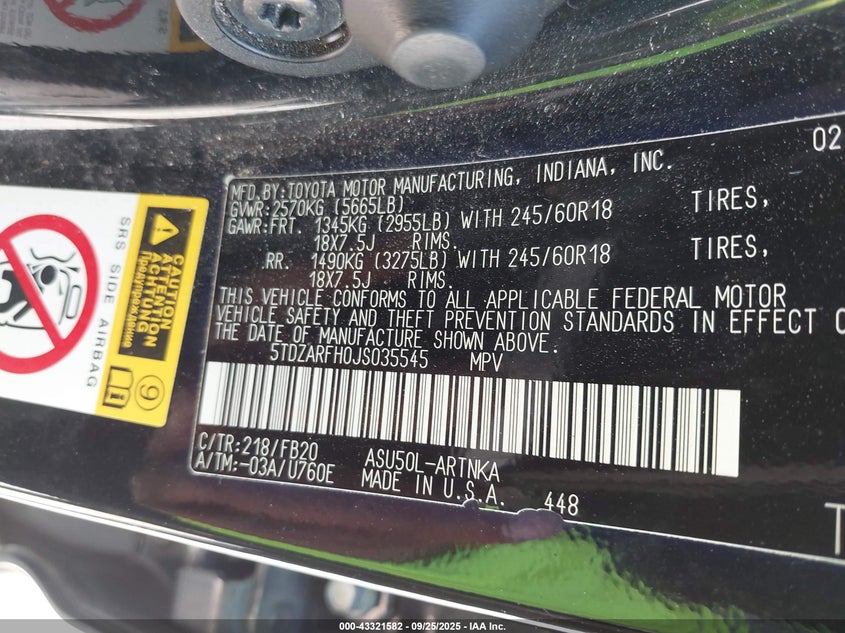 02
MFD.BY:TOYOTA MOTOR MANUFACTURING, INDIANA, INC.
GVWR:2570KG (5665LB)
GAWR:FRT. 1345KG (2955LB) WITH 245/60R18 TIRES,
18X7.5J RIMS.
RR. 1490KG (3275LB) WITH 245/60R18 TIRES,
18X7.5J RIMS.
THIS VEHICLE CONFORMS TO ALL APPLICABLE FEDERAL MOTOR
VEHICLE SAFETY AND THEFT PREVENTION STANDARDS IN EFFECT O
THE DATE OF MANUFACTURE SHOWN ABOVE.
5TDZARFH0JS035545 MPV
C/TR:218/FB20 ASU50L-ARTNKA
A/TM:-03A/U760E MADE IN U.S.A. 448
T
SRS SIDE AIRBAG
CAUTION
ATTENTION
ACHTUNG
Предупреждение
9
000-43321582 - 09/25/2025 - IAA Inc.